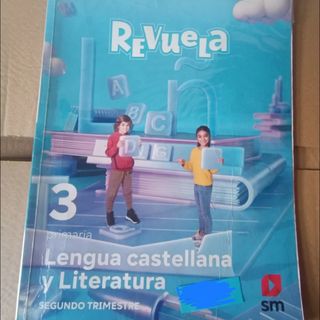 REVUELA
A
B C
D I G
3
primaria
Lengua castellana
y Literatura
SEGUNDO TRIMESTRE
sm